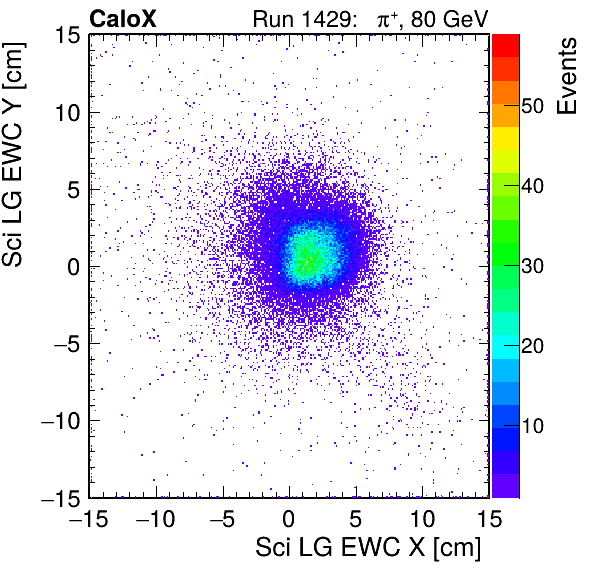 CaloX Run 1429: π⁺, 80 GeV
Sci LG EWC Y [cm]
15
10
5
0
−5
−10
−15
−15 −10 −5 0 5 10 15
Sci LG EWC X [cm]
Events
50
40
30
20
10